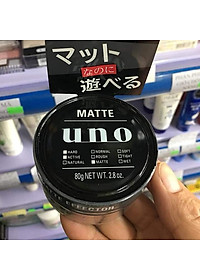 マット
なのに
遊べる
MATTE
uno
HARD NORMAL SOFT
ACTIVE ROUGH TIGHT
NATURAL MATTE WET
80g NET WT. 2.8 oz.
EFFECTOR